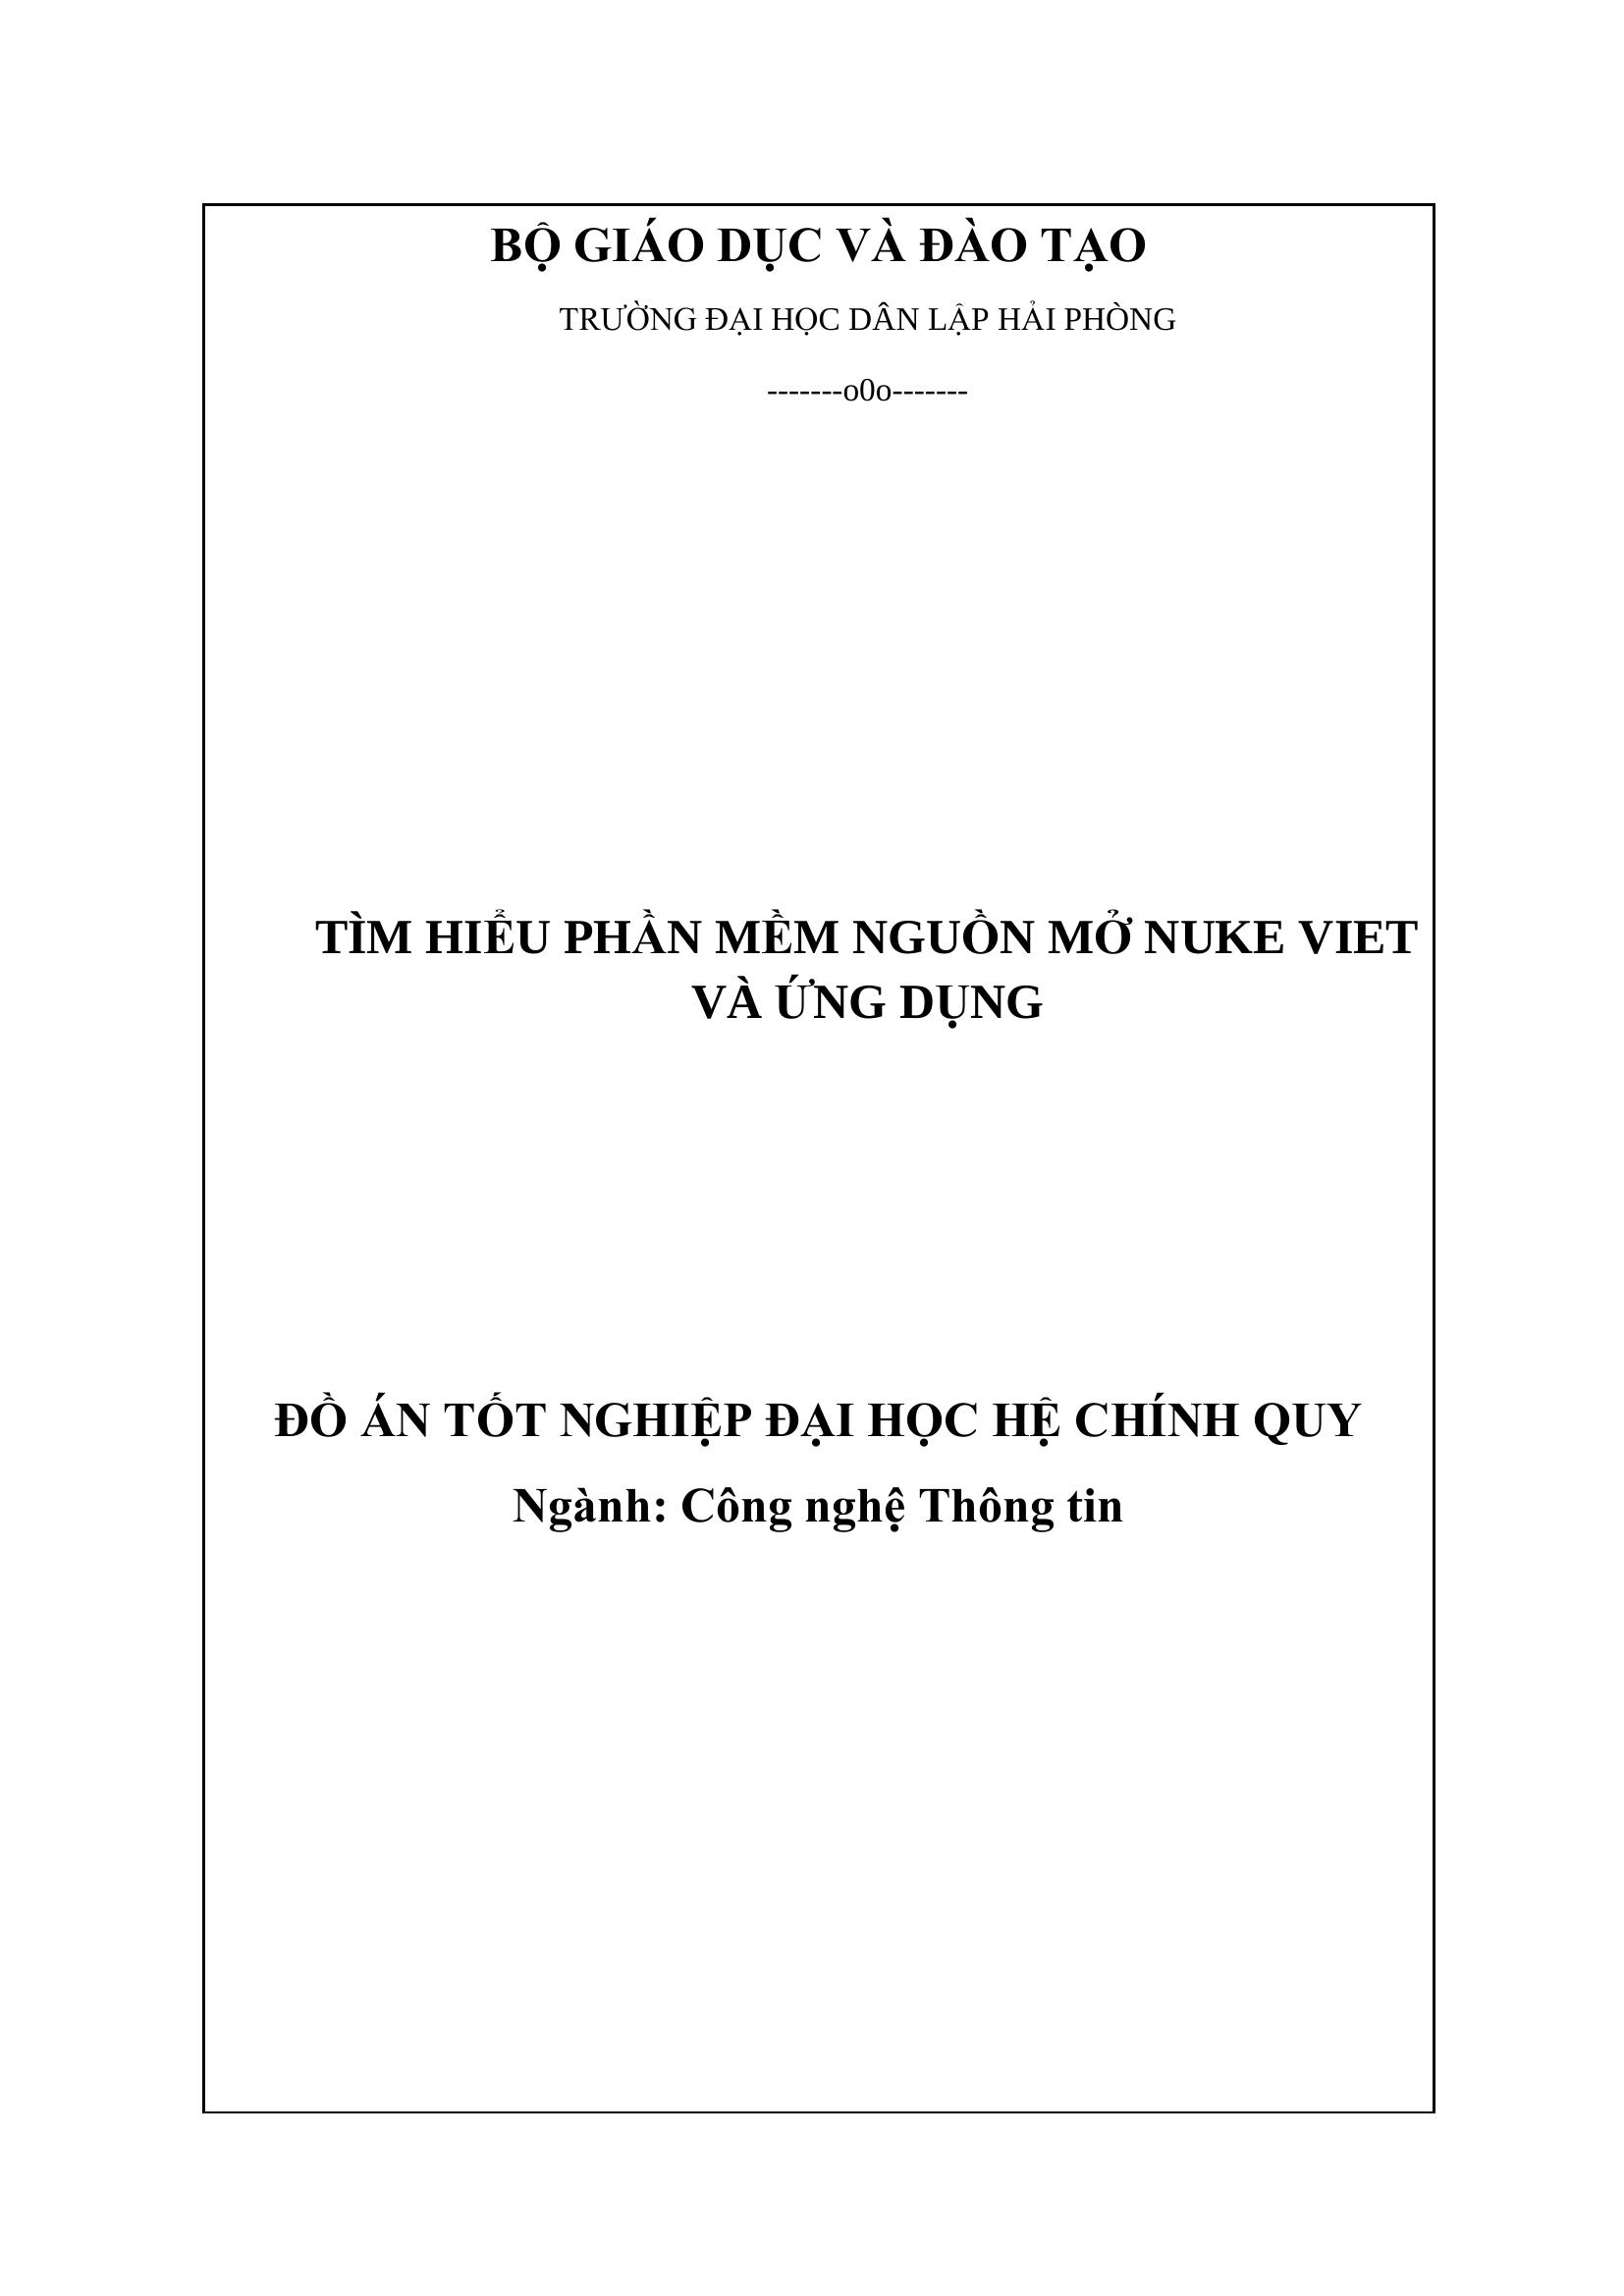 BỘ GIÁO DỤC VÀ ĐÀO TẠO
TRƯỜNG ĐẠI HỌC DÂN LẬP HẢI PHÒNG
-------o0o-------
TÌM HIỂU PHẦN MỀM NGUỒN MỞ NUKE VIET
VÀ ỨNG DỤNG
ĐỒ ÁN TỐT NGHIỆP ĐẠI HỌC HỆ CHÍNH QUY
Ngành: Công nghệ Thông tin